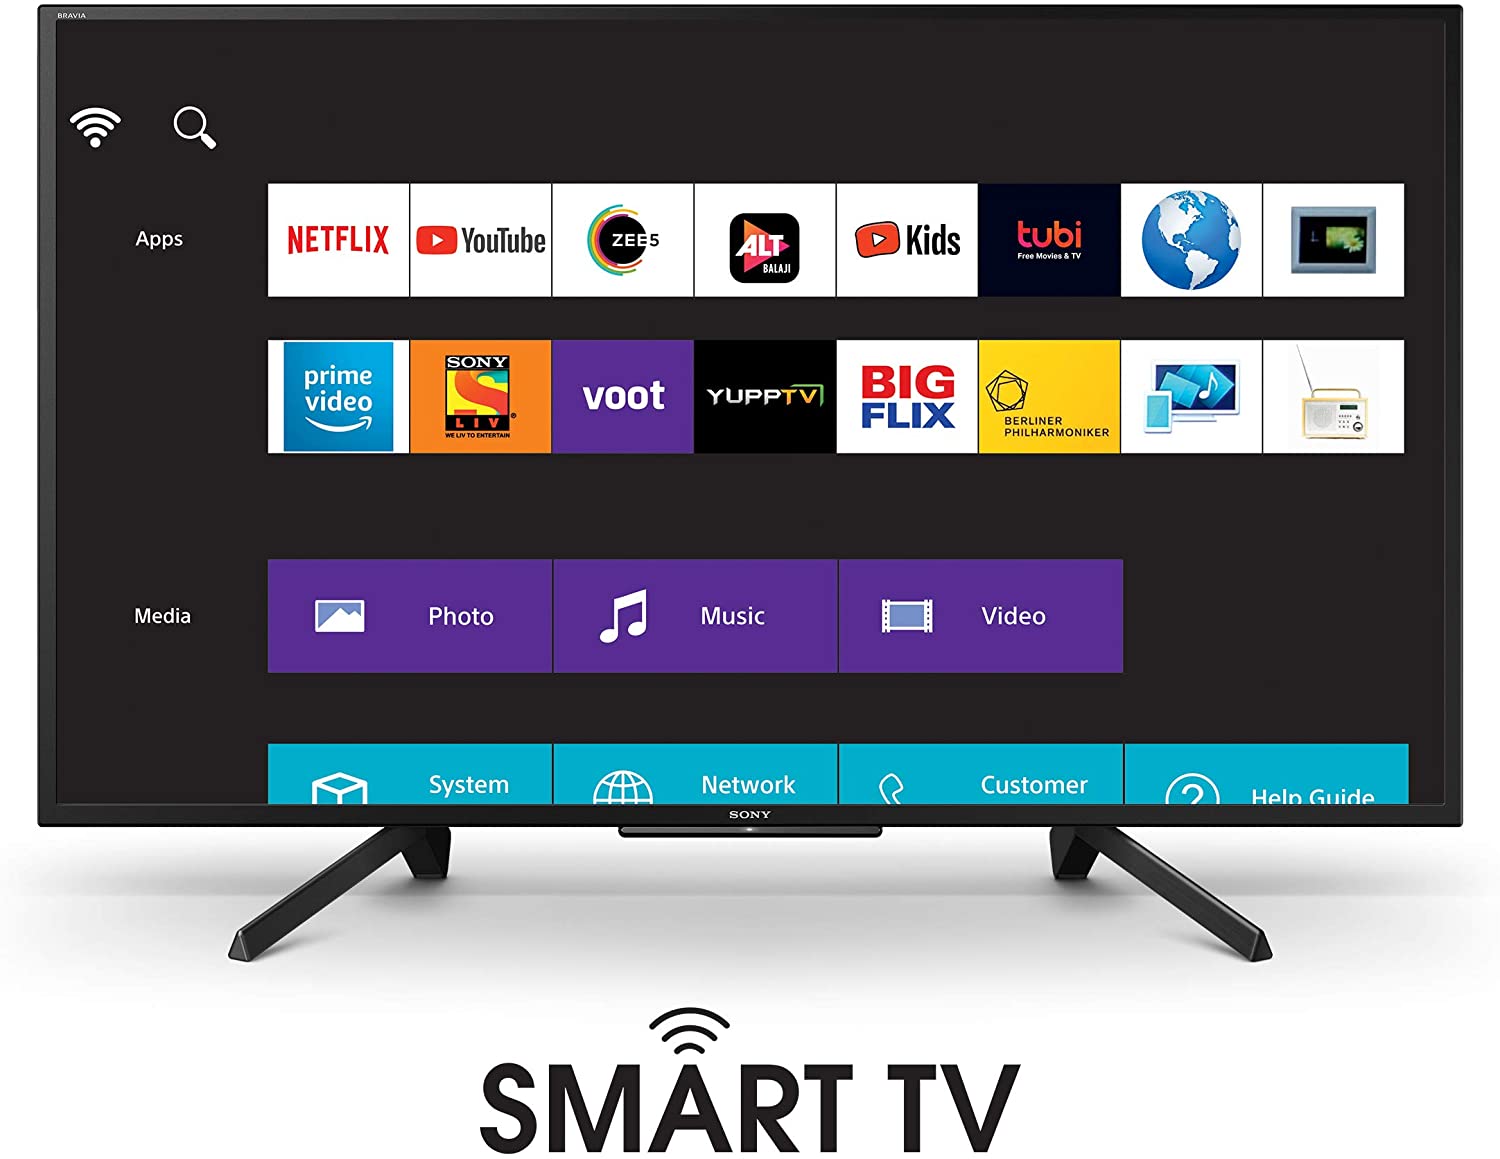 BRAVIA
Apps
NETFLIX
YouTube
ZEE5
ALT
BALAJI
Kids
tubi
Free Movies & TV
prime
video
SONY
LIV
WE LIV TO ENTERTAIN
voot
YUPPTV
BIG
FLIX
BERLINER
PHILHARMONIKER
Media
Photo
Music
Video
System
Network
Customer
Help Guide
SONY
SMART TV